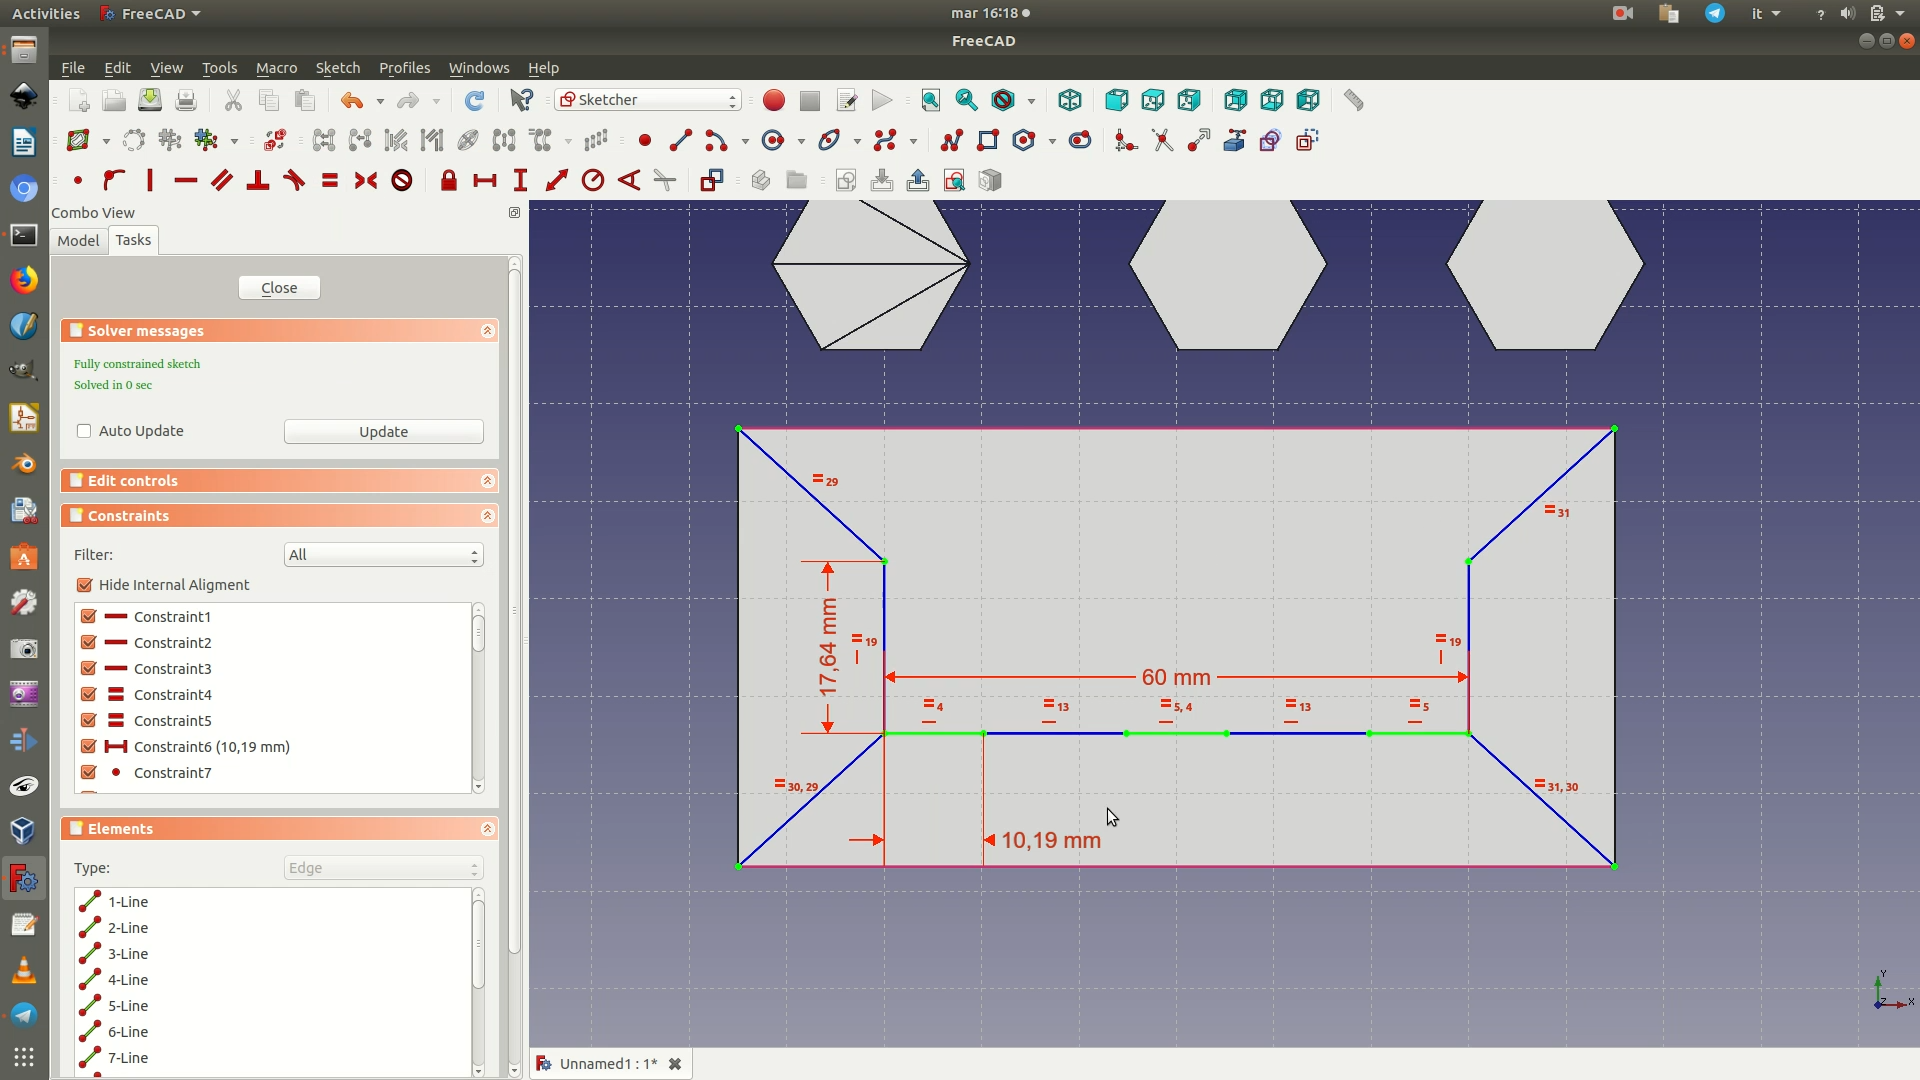 Activities FreeCAD mar 16:18 it ?
FreeCAD
File Edit View Tools Macro Sketch Profiles Windows Help
Sketcher
Combo View
Model Tasks
Close
Solver messages
Fully constrained sketch
Solved in 0 sec
Auto Update Update
Edit controls
Constraints
Filter: All
Hide Internal Aligment
Constraint1
Constraint2
Constraint3
Constraint4
Constraint5
Constraint6 (10,19 mm)
Constraint7
Elements
Type: Edge
1-Line
2-Line
3-Line
4-Line
5-Line
6-Line
7-Line
= 29
= 31
17,64 mm
= 19
= 19
60 mm
= 4
= 13
= 5, 4
= 13
= 5
= 30, 29
= 31, 30
10,19 mm
Y
Z
X
Unnamed1 : 1*